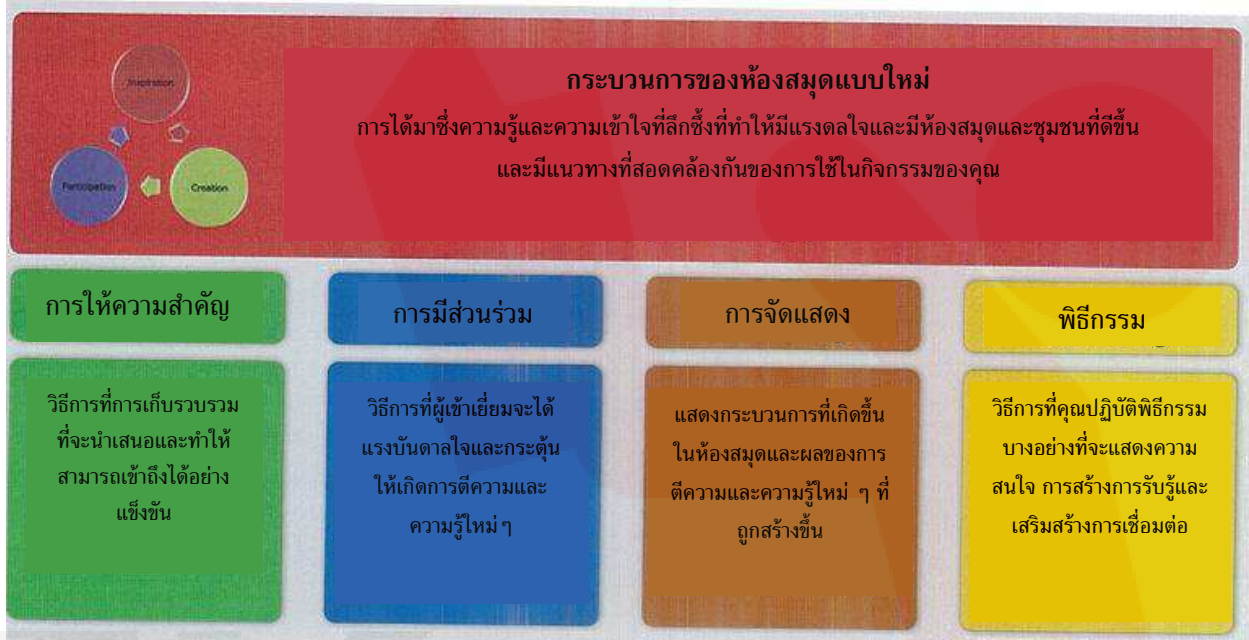 Inspiration
Participation
Creation
กระบวนการของห้องสมุดแบบใหม่
การได้มาซึ่งความรู้และความเข้าใจที่ลึกซึ้งที่ทำให้มีแรงดลใจและมีห้องสมุดและชุมชนที่ดีขึ้น
และมีแนวทางที่สอดคล้องกันของการใช้ในกิจกรรมของคุณ
การให้ความสำคัญ
วิธีการที่การเก็บรวบรวม
ที่จะนำเสนอและทำให้
สามารถเข้าถึงได้อย่าง
แข็งขัน
การมีส่วนร่วม
วิธีการที่ผู้เข้าเยี่ยมจะได้
แรงบันดาลใจและกระตุ้น
ให้เกิดการตีความและ
ความรู้ใหม่ๆ
การจัดแสดง
แสดงกระบวนการที่เกิดขึ้น
ในห้องสมุดและผลของการ
ตีความและความรู้ใหม่ ๆ ที่
ถูกสร้างขึ้น
พิธีกรรม
วิธีการที่คุณปฏิบัติพิธีกรรม
บางอย่างที่จะแสดงความ
สนใจ การสร้างการรับรู้และ
เสริมสร้างการเชื่อมต่อ